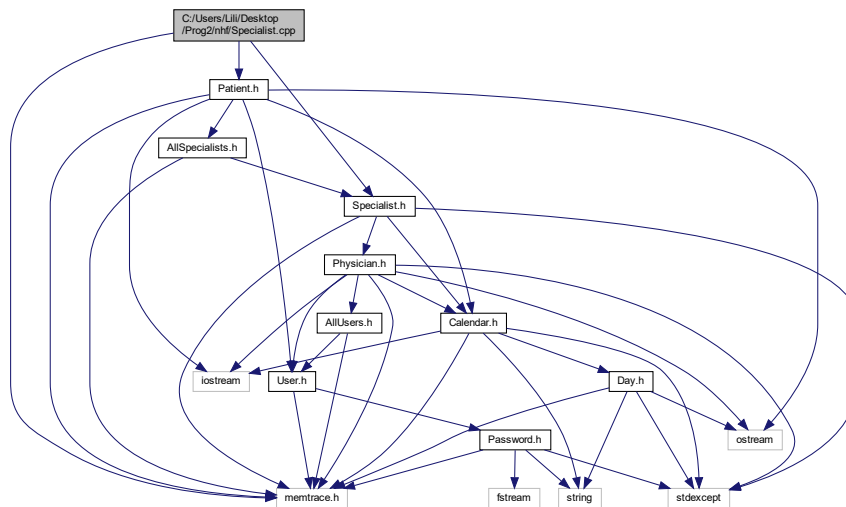 C:/Users/Lili/Desktop
/Prog2/nhf/Specialist.cpp
Patient.h
AllSpecialists.h
Specialist.h
Physician.h
AllUsers.h
Calendar.h
iostream
User.h
Day.h
Password.h
ostream
memtrace.h
fstream
string
stdexcept